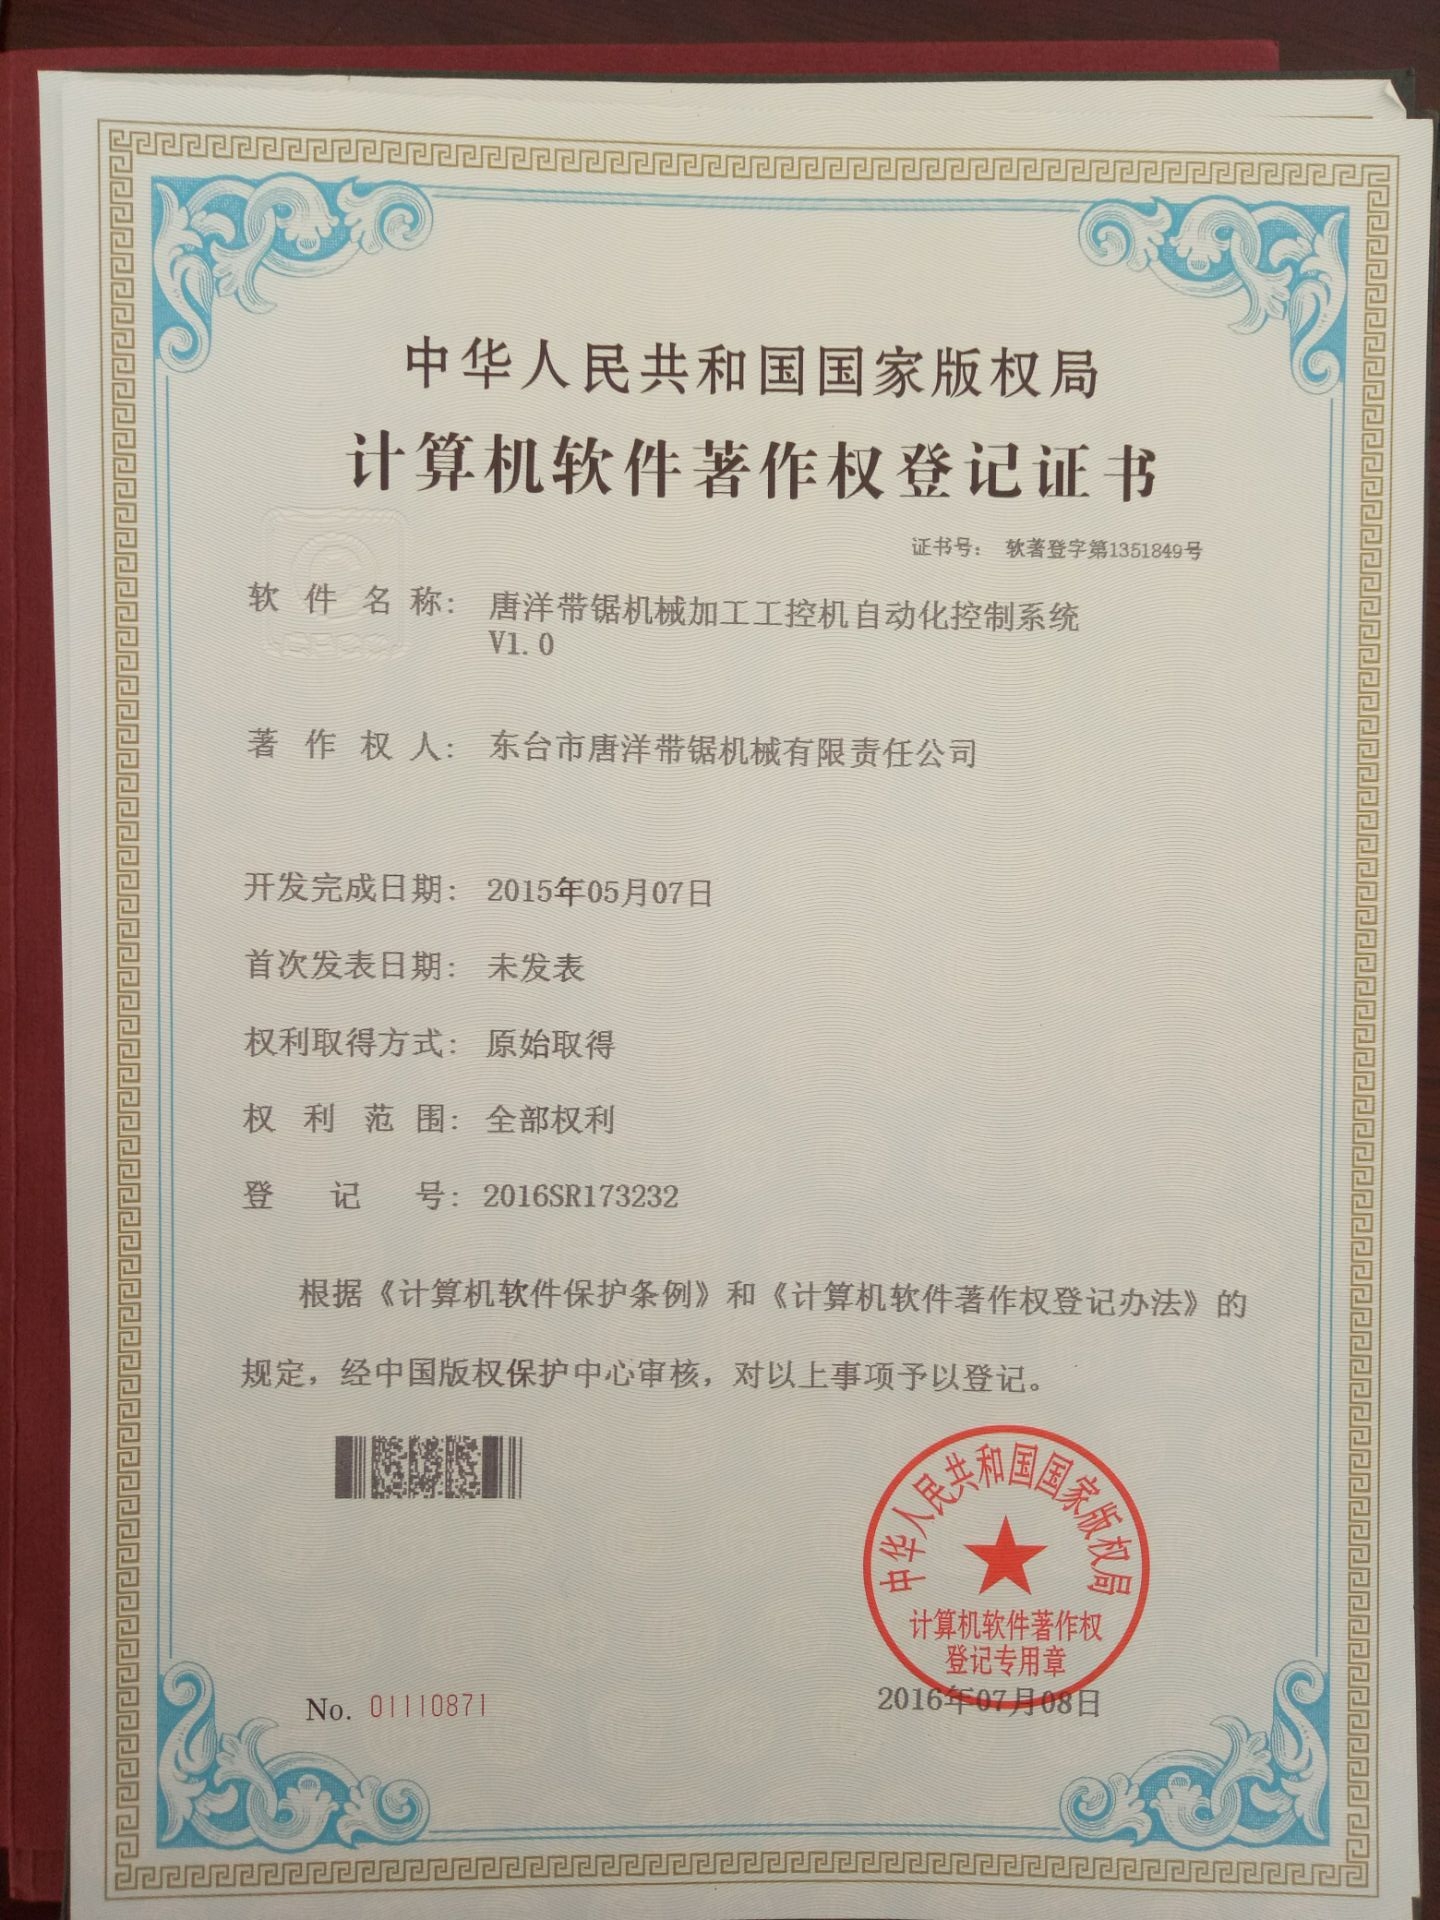 中华人民共和国国家版权局
计算机软件著作权登记证书
证书号： 软著登字第1351849号
软件名称： 唐洋带锯机械加工工控机自动化控制系统
V1.0
著作权人： 东台市唐洋带锯机械有限责任公司
开发完成日期： 2015年05月07日
首次发表日期： 未发表
权利取得方式： 原始取得
权利范围： 全部权利
登记号： 2016SR173232
根据《计算机软件保护条例》和《计算机软件著作权登记办法》的
规定，经中国版权保护中心审核，对以上事项予以登记。
中华人民共和国国家版权局
计算机软件著作权
登记专用章
No. 01110871
2016年07月08日